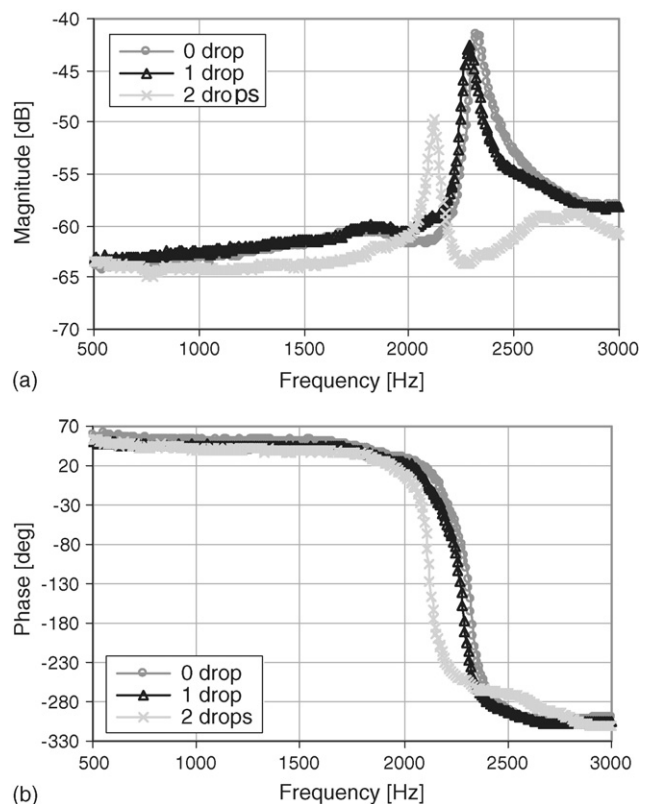 -40
-45
-50
-55
-60
-65
-70
Magnitude [dB]
0 drop
1 drop
2 drops
500 1000 1500 2000 2500 3000
(a)
Frequency [Hz]
70
20
-30
-80
-130
-180
-230
-280
-330
Phase [deg]
0 drop
1 drop
2 drops
500 1000 1500 2000 2500 3000
(b)
Frequency [Hz]